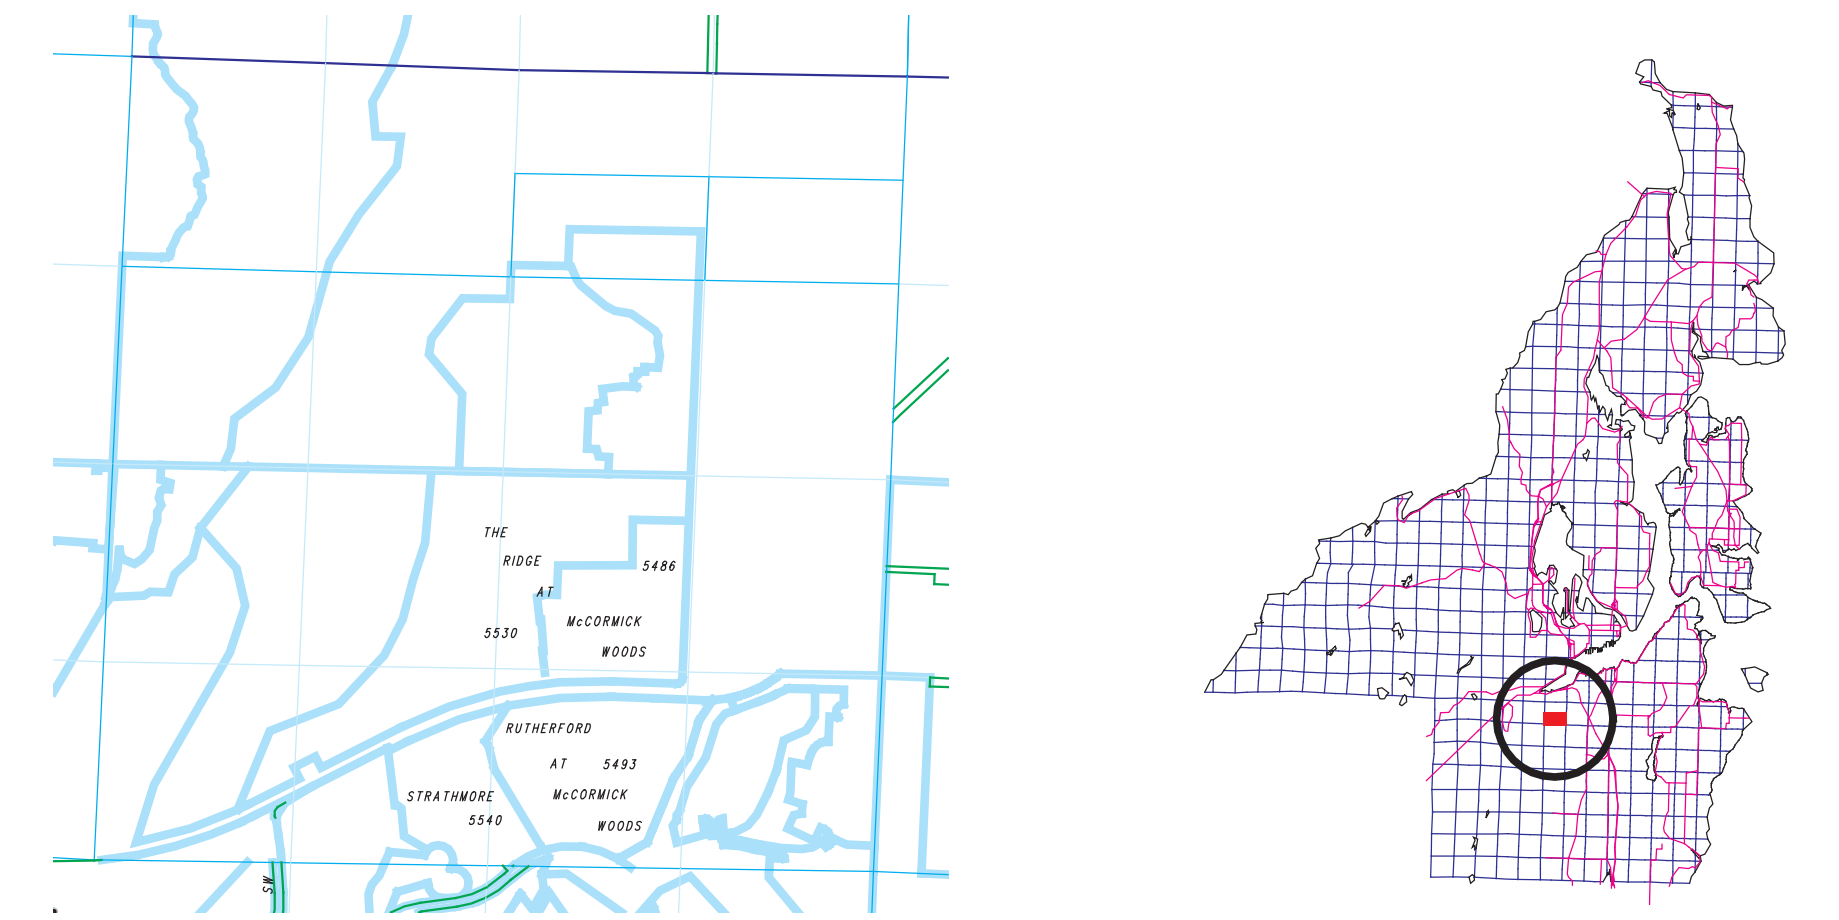 THE
RIDGE
AT
5486
McCORMICK
5530
WOODS
RUTHERFORD
AT 5493
McCORMICK
STRATHMORE
5540
WOODS
SW